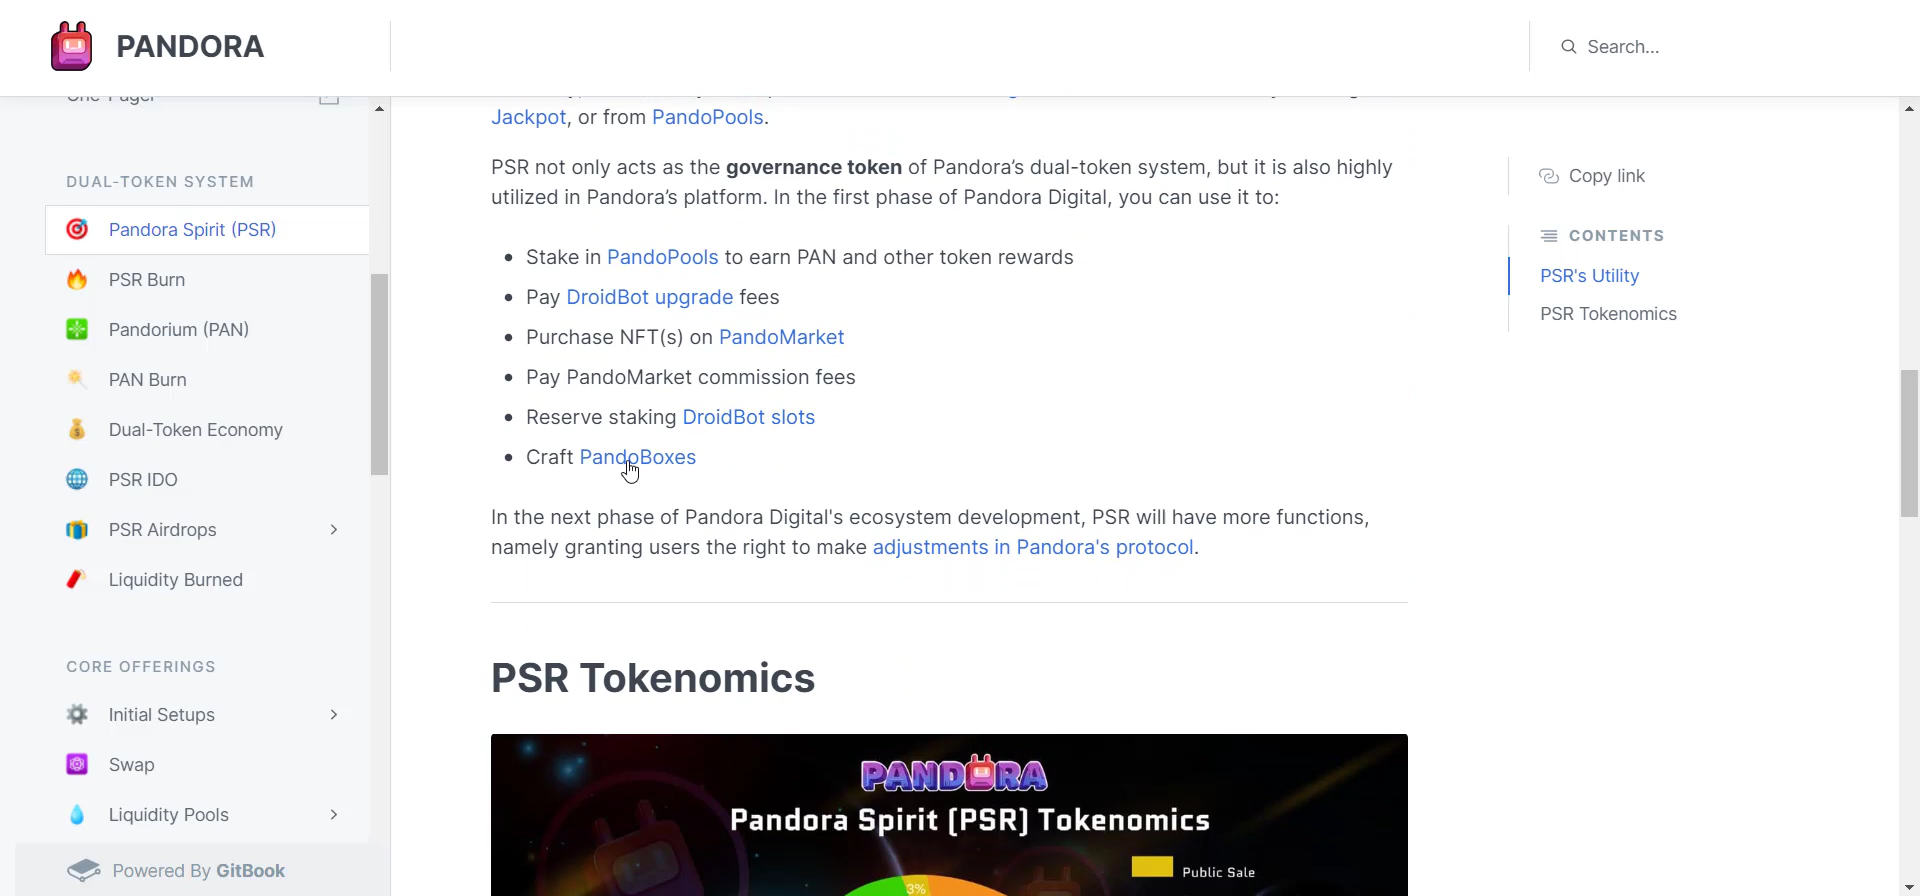 PANDORA
Search...
One-Pager
DUAL-TOKEN SYSTEM
Pandora Spirit (PSR)
PSR Burn
Pandorium (PAN)
PAN Burn
Dual-Token Economy
PSR IDO
PSR Airdrops
Liquidity Burned
CORE OFFERINGS
Initial Setups
Swap
Liquidity Pools
Powered By GitBook
Jackpot, or from PandoPools.
PSR not only acts as the governance token of Pandora’s dual-token system, but it is also highly
utilized in Pandora’s platform. In the first phase of Pandora Digital, you can use it to:
Stake in PandoPools to earn PAN and other token rewards
Pay DroidBot upgrade fees
Purchase NFT(s) on PandoMarket
Pay PandoMarket commission fees
Reserve staking DroidBot slots
Craft PandoBoxes
In the next phase of Pandora Digital's ecosystem development, PSR will have more functions,
namely granting users the right to make adjustments in Pandora's protocol.
PSR Tokenomics
PANDORA
Pandora Spirit [PSR] Tokenomics
Public Sale
3%
Copy link
CONTENTS
PSR's Utility
PSR Tokenomics